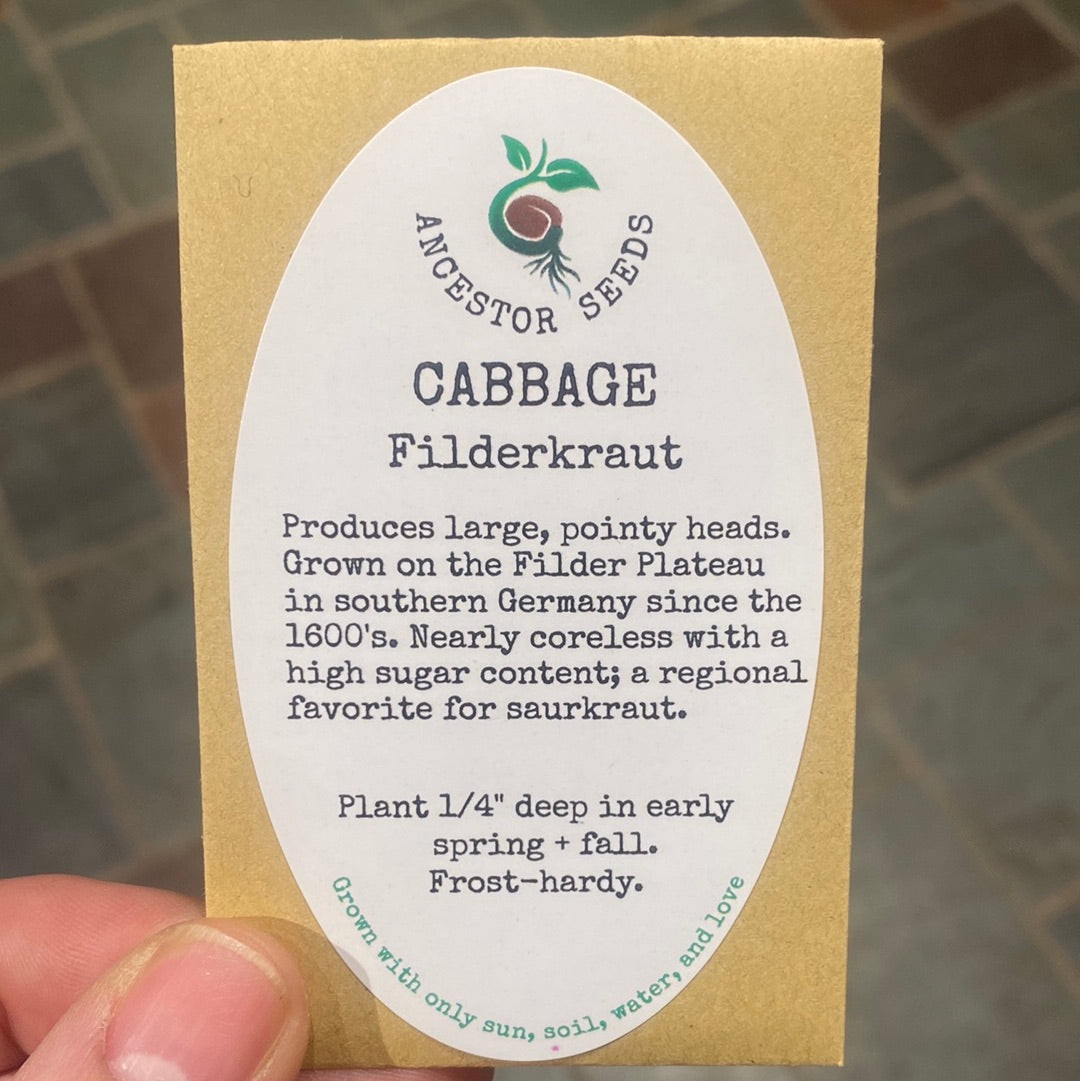 ANCESTOR SEEDS
CABBAGE
Filderkraut
Produces large, pointy heads.
Grown on the Filder Plateau
in southern Germany since the
1600's. Nearly coreless with a
high sugar content; a regional
favorite for saurkraut.
Plant 1/4" deep in early
spring + fall.
Frost-hardy.
Grown with only sun, soil, water, and love